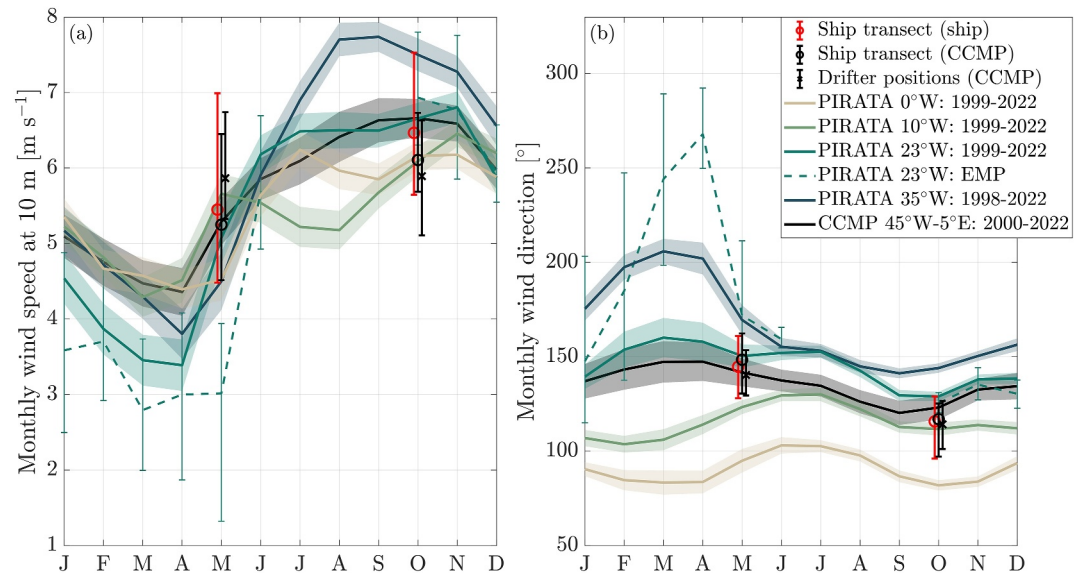 (a)
Monthly wind speed at 10 m [m s⁻¹]
8
7
6
5
4
3
2
1
J F M A M J J A S O N D
(b)
Monthly wind direction [°]
300
250
200
150
100
50
J F M A M J J A S O N D
Ship transect (ship)
Ship transect (CCMP)
Drifter positions (CCMP)
PIRATA 0°W: 1999-2022
PIRATA 10°W: 1999-2022
PIRATA 23°W: 1999-2022
PIRATA 23°W: EMP
PIRATA 35°W: 1998-2022
CCMP 45°W-5°E: 2000-2022